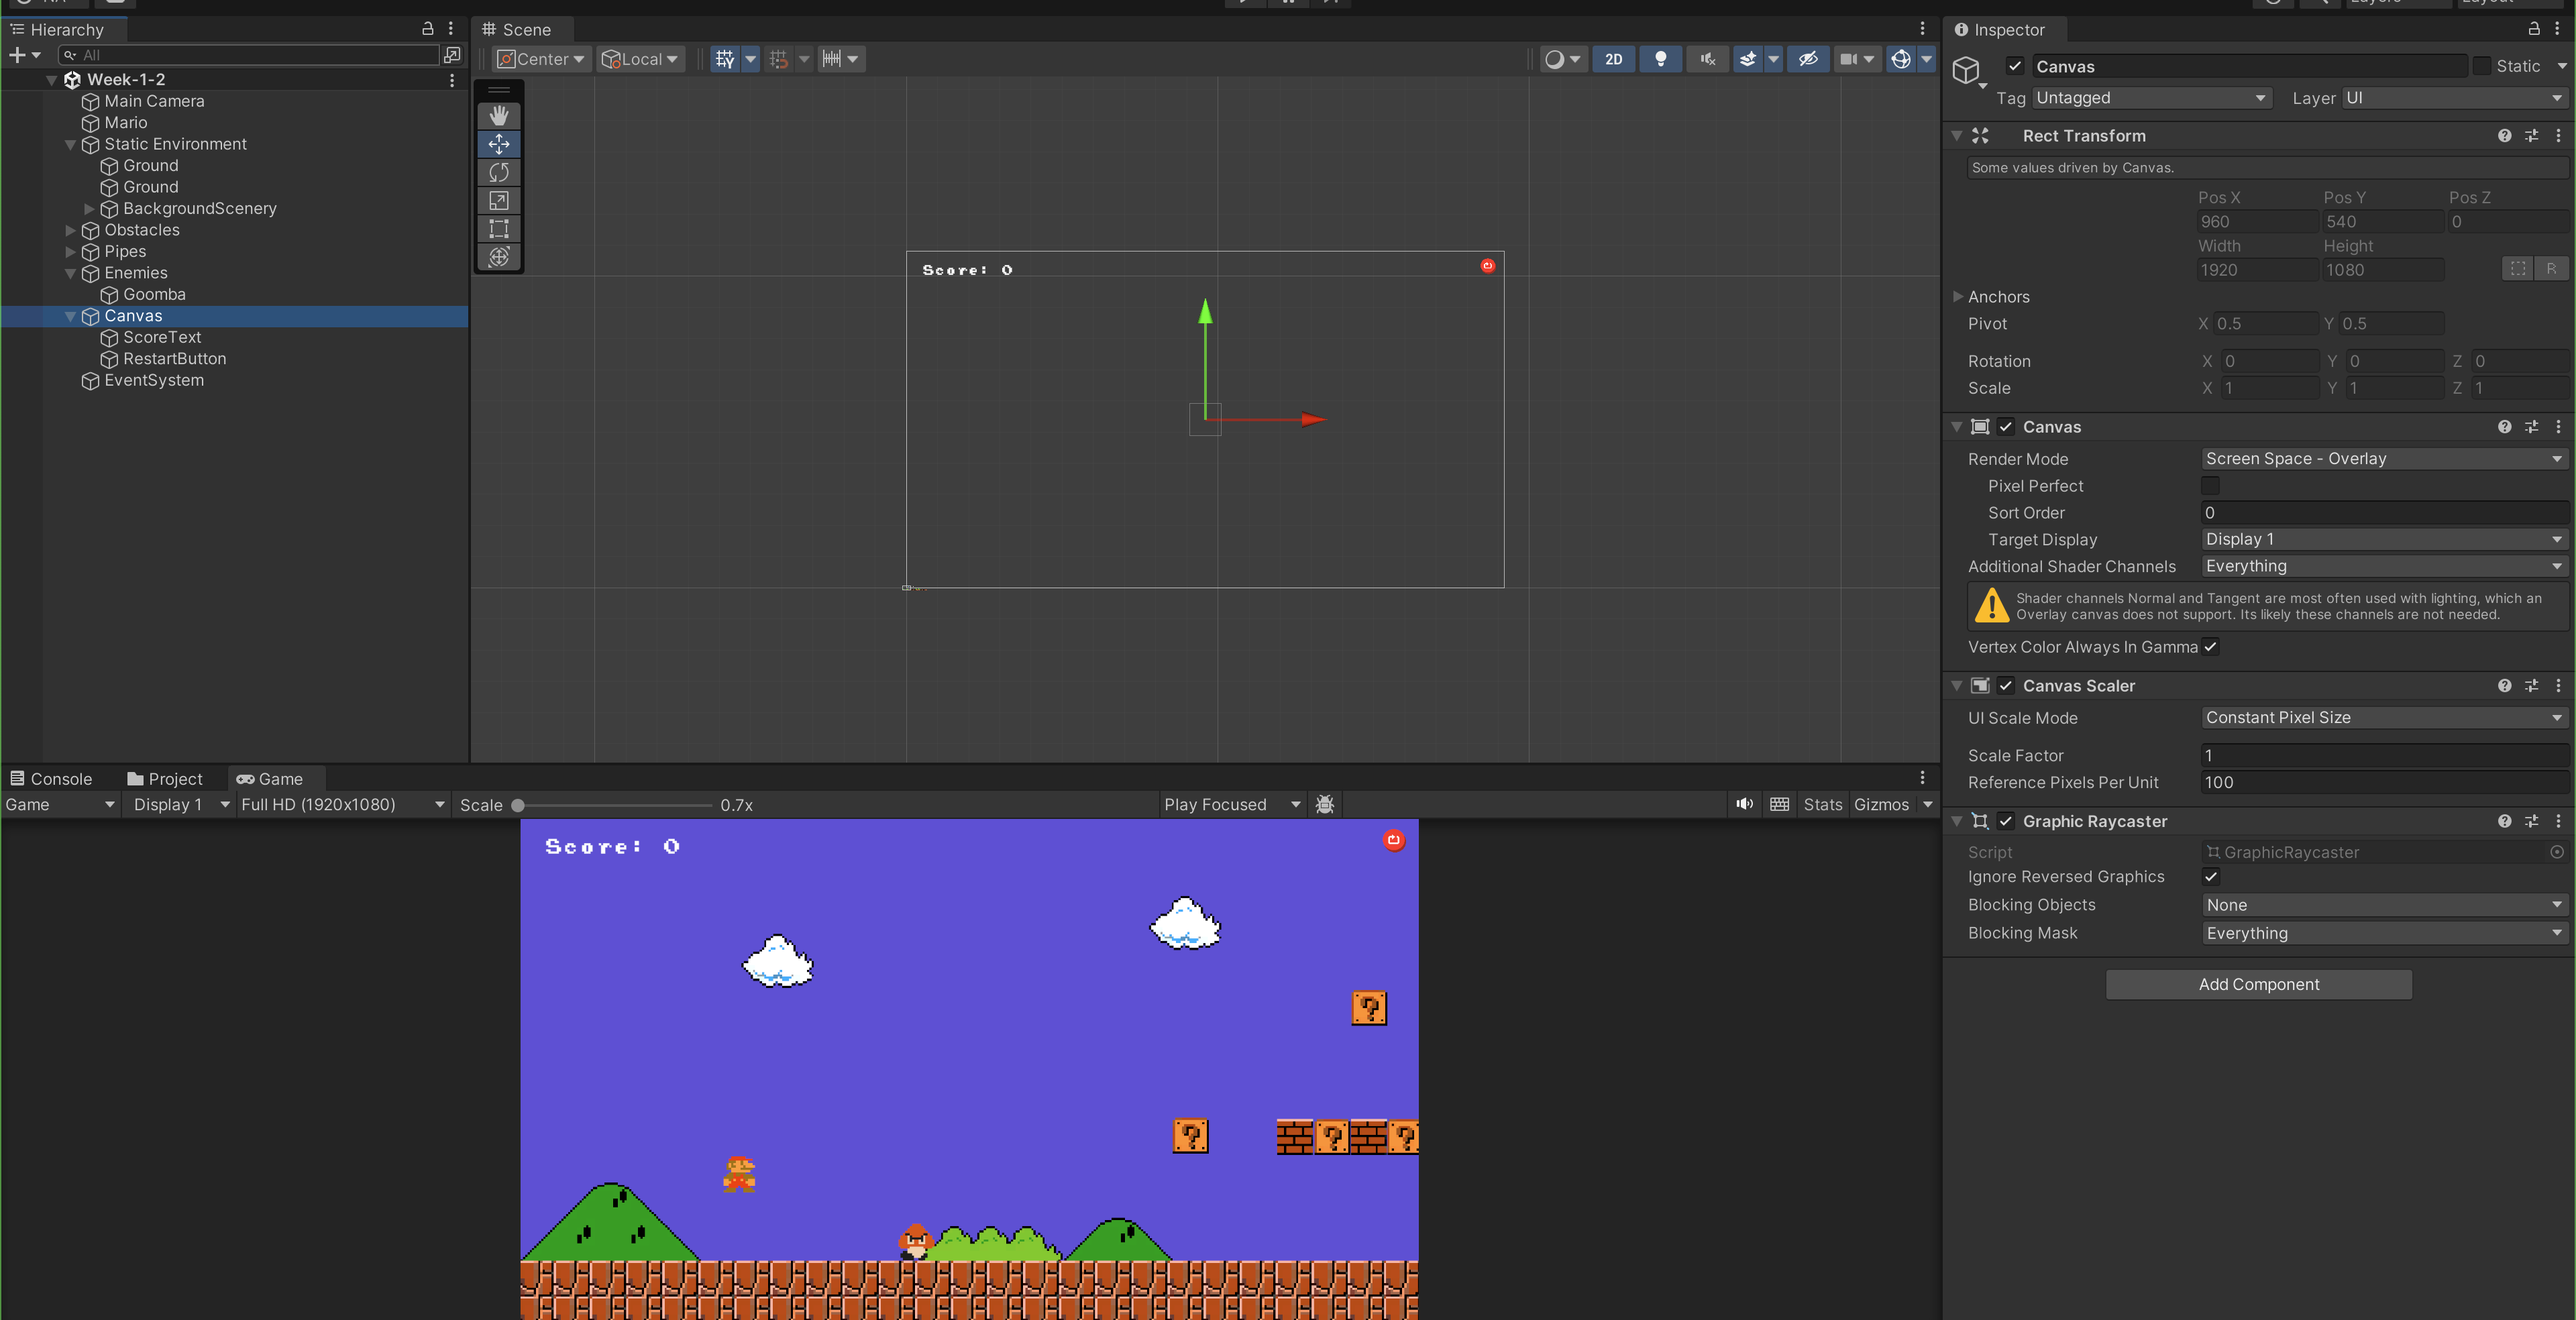 Hierarchy
All
Week-1-2
Main Camera
Mario
Static Environment
Ground
Ground
BackgroundScenery
Obstacles
Pipes
Enemies
Goomba
Canvas
ScoreText
RestartButton
EventSystem
Scene
Center
Local
2D
Score: 0
Console
Project
Game
Game
Display 1
Full HD (1920x1080)
Scale
0.7x
Play Focused
Stats
Gizmos
Score: 0
?
?
?
?
Inspector
Canvas
Static
Tag
Untagged
Layer
UI
Rect Transform
Some values driven by Canvas.
Pos X
Pos Y
Pos Z
960
540
0
Width
Height
1920
1080
R
Anchors
Pivot
X 0.5
Y 0.5
Rotation
X 0
Y 0
Z 0
Scale
X 1
Y 1
Z 1
Canvas
Render Mode
Screen Space - Overlay
Pixel Perfect
Sort Order
0
Target Display
Display 1
Additional Shader Channels
Everything
Shader channels Normal and Tangent are most often used with lighting, which an
Overlay canvas does not support. Its likely these channels are not needed.
Vertex Color Always In Gamma
Canvas Scaler
UI Scale Mode
Constant Pixel Size
Scale Factor
1
Reference Pixels Per Unit
100
Graphic Raycaster
Script
GraphicRaycaster
Ignore Reversed Graphics
Blocking Objects
None
Blocking Mask
Everything
Add Component